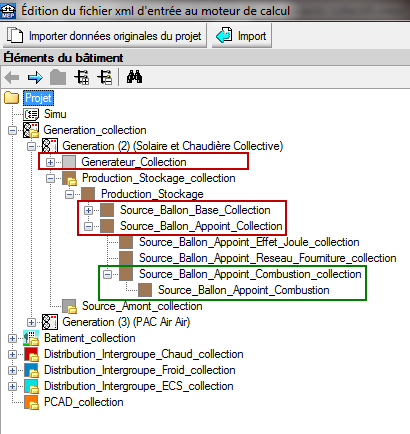 Édition du fichier xml d'entrée au moteur de calcul
MEP
Importer données originales du projet
Import
Éléments du bâtiment
Projet
Simu
Generation_collection
Generation (2) (Solaire et Chaudière Collective)
Generateur_Collection
Production_Stockage_collection
Production_Stockage
Source_Ballon_Base_Collection
Source_Ballon_Appoint_Collection
Source_Ballon_Appoint_Effet_Joule_collection
Source_Ballon_Appoint_Reseau_Fourniture_collection
Source_Ballon_Appoint_Combustion_collection
Source_Ballon_Appoint_Combustion
Source_Amont_collection
Generation (3) (PAC Air Air)
Batiment_collection
Distribution_Intergroupe_Chaud_collection
Distribution_Intergroupe_Froid_collection
Distribution_Intergroupe_ECS_collection
PCAD_collection